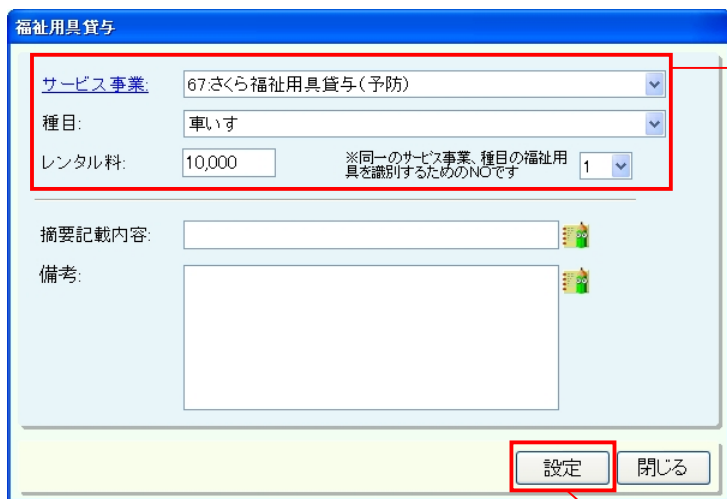 福祉用具貸与
サービス事業: 67:さくら福祉用具貸与(予防)
種目: 車いす
レンタル料: 10,000 ※同一のサービス事業、種目の福祉用
具を識別するためのNOです 1
摘要記載内容:
備考:
設定 閉じる